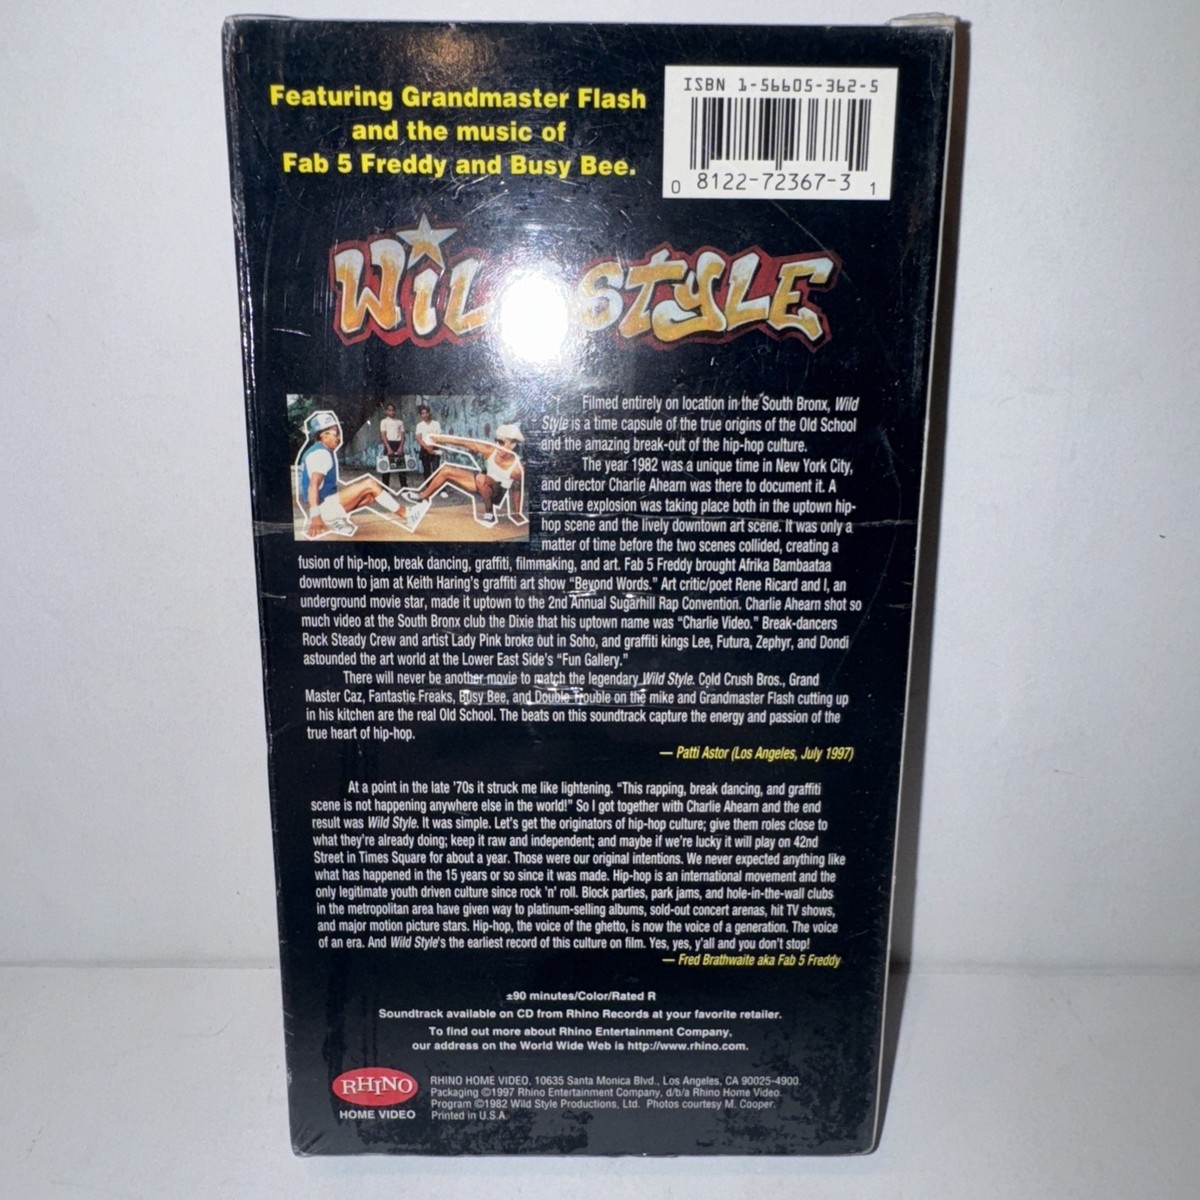 Featuring Grandmaster Flash
and the music of
Fab 5 Freddy and Busy Bee.
ISBN 1-56605-362-5
0 8122-72367-3 1
WiL STYLE
Filmed entirely on location in the South Bronx, Wild
Style is a time capsule of the true origins of the Old School
and the amazing break-out of the hip-hop culture.
The year 1982 was a unique time in New York City,
and director Charlie Ahearn was there to document it. A
creative explosion was taking place both in the uptown hip-
hop scene and the lively downtown art scene. It was only a
matter of time before the two scenes collided, creating a
fusion of hip-hop, break dancing, graffiti, filmmaking, and art. Fab 5 Freddy brought Afrika Bambaataa
downtown to jam at Keith Haring's graffiti art show "Beyond Words." Art critic/poet Rene Ricard and I, an
underground movie star, made it uptown to the 2nd Annual Sugarhill Rap Convention. Charlie Ahearn shot so
much video at the South Bronx club the Dixie that his uptown name was "Charlie Video." Break-dancers
Rock Steady Crew and artist Lady Pink broke out in Soho, and graffiti kings Lee, Futura, Zephyr, and Dondi
astounded the art world at the Lower East Side's "Fun Gallery."
There will never be another movie to match the legendary Wild Style. Cold Crush Bros., Grand
Master Caz, Fantastic Freaks, Busy Bee, and Double Trouble on the mike and Grandmaster Flash cutting up
in his kitchen are the real Old School. The beats on this soundtrack capture the energy and passion of the
true heart of hip-hop.
— Patti Astor (Los Angeles, July 1997)
At a point in the late '70s it struck me like lightening. "This rapping, break dancing, and graffiti
scene is not happening anywhere else in the world!" So I got together with Charlie Ahearn and the end
result was Wild Style. It was simple. Let's get the originators of hip-hop culture; give them roles close to
what they're already doing; keep it raw and independent; and maybe if we're lucky it will play on 42nd
Street in Times Square for about a year. Those were our original intentions. We never expected anything like
what has happened in the 15 years or so since it was made. Hip-hop is an international movement and the
only legitimate youth driven culture since rock 'n' roll. Block parties, park jams, and hole-in-the-wall clubs
in the metropolitan area have given way to platinum-selling albums, sold-out concert arenas, hit TV shows,
and major motion picture stars. Hip-hop, the voice of the ghetto, is now the voice of a generation. The voice
of an era. And Wild Style's the earliest record of this culture on film. Yes, yes, y'all and you don't stop!
— Fred Brathwaite aka Fab 5 Freddy
±90 minutes/Color/Rated R
Soundtrack available on CD from Rhino Records at your favorite retailer.
To find out more about Rhino Entertainment Company,
our address on the World Wide Web is http://www.rhino.com.
RHINO
HOME VIDEO
RHINO HOME VIDEO, 10635 Santa Monica Blvd., Los Angeles, CA 90025-4900.
Packaging ©1997 Rhino Entertainment Company, d/b/a Rhino Home Video.
Program ©1982 Wild Style Productions, Ltd. Photos courtesy M. Cooper.
Printed in U.S.A.